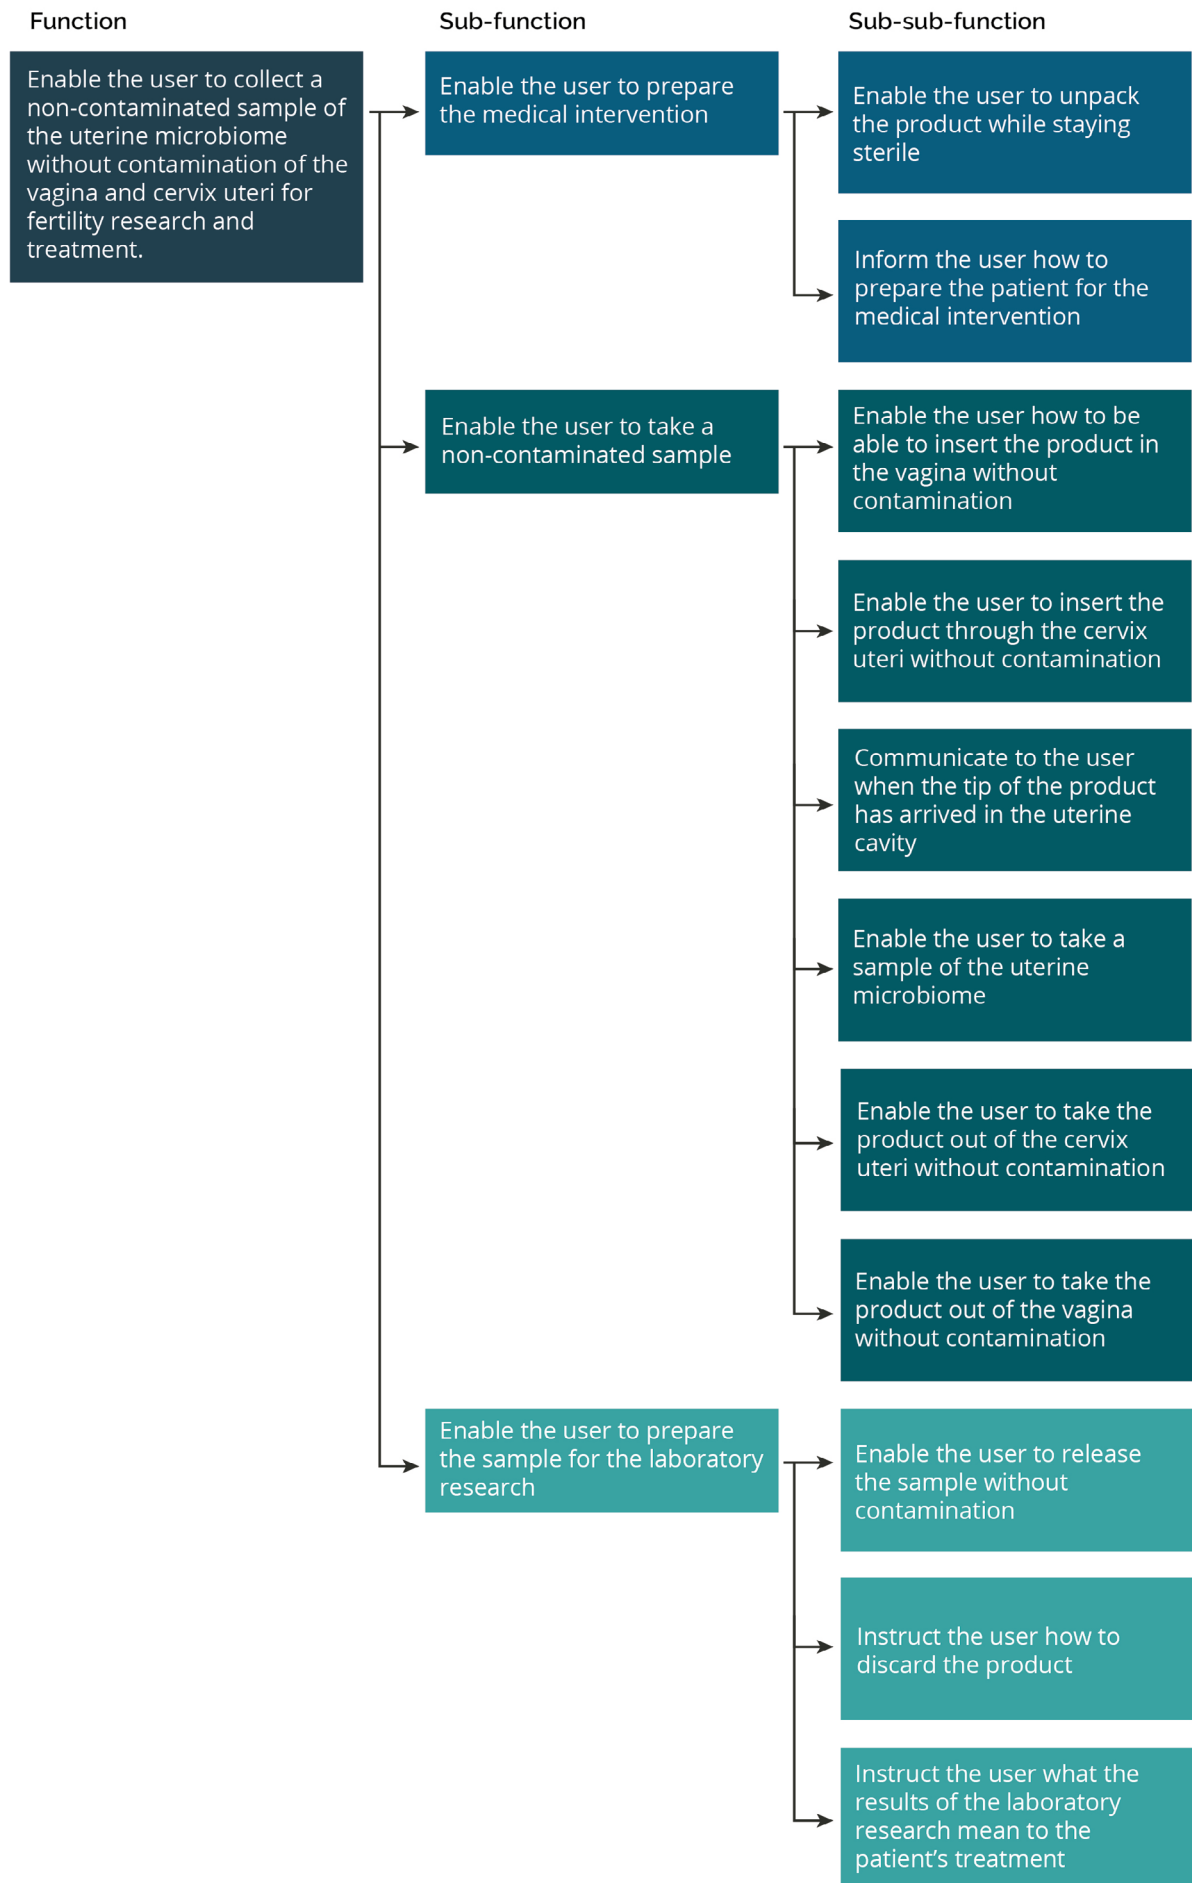 Function
Sub-function
Sub-sub-function
Enable the user to collect a
non-contaminated sample of
the uterine microbiome
without contamination of the
vagina and cervix uteri for
fertility research and
treatment.
Enable the user to prepare
the medical intervention
Enable the user to unpack
the product while staying
sterile
Inform the user how to
prepare the patient for the
medical intervention
Enable the user to take a
non-contaminated sample
Enable the user how to be
able to insert the product in
the vagina without
contamination
Enable the user to insert the
product through the cervix
uteri without contamination
Communicate to the user
when the tip of the product
has arrived in the uterine
cavity
Enable the user to take a
sample of the uterine
microbiome
Enable the user to take the
product out of the cervix
uteri without contamination
Enable the user to take the
product out of the vagina
without contamination
Enable the user to prepare
the sample for the laboratory
research
Enable the user to release
the sample without
contamination
Instruct the user how to
discard the product
Instruct the user what the
results of the laboratory
research mean to the
patient’s treatment